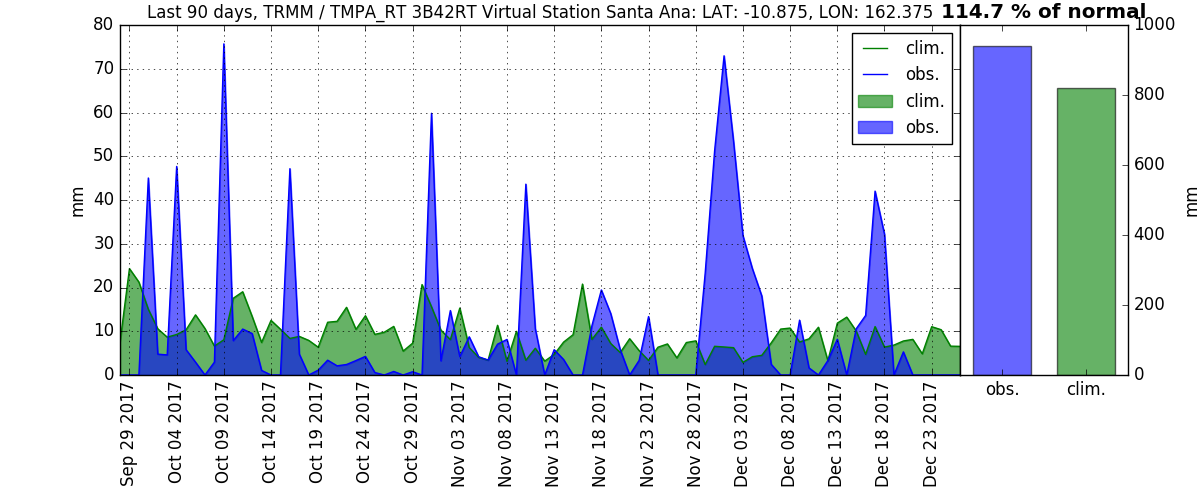 Last 90 days, TRMM / TMPA_RT 3B42RT Virtual Station Santa Ana: LAT: -10.875, LON: 162.375 114.7 % of normal
80
70
60
50
40
30
20
10
0
mm
clim.
obs.
clim.
obs.
1000
800
600
400
200
0
mm
obs. clim.
Sep 29 2017
Oct 04 2017
Oct 09 2017
Oct 14 2017
Oct 19 2017
Oct 24 2017
Oct 29 2017
Nov 03 2017
Nov 08 2017
Nov 13 2017
Nov 18 2017
Nov 23 2017
Nov 28 2017
Dec 03 2017
Dec 08 2017
Dec 13 2017
Dec 18 2017
Dec 23 2017